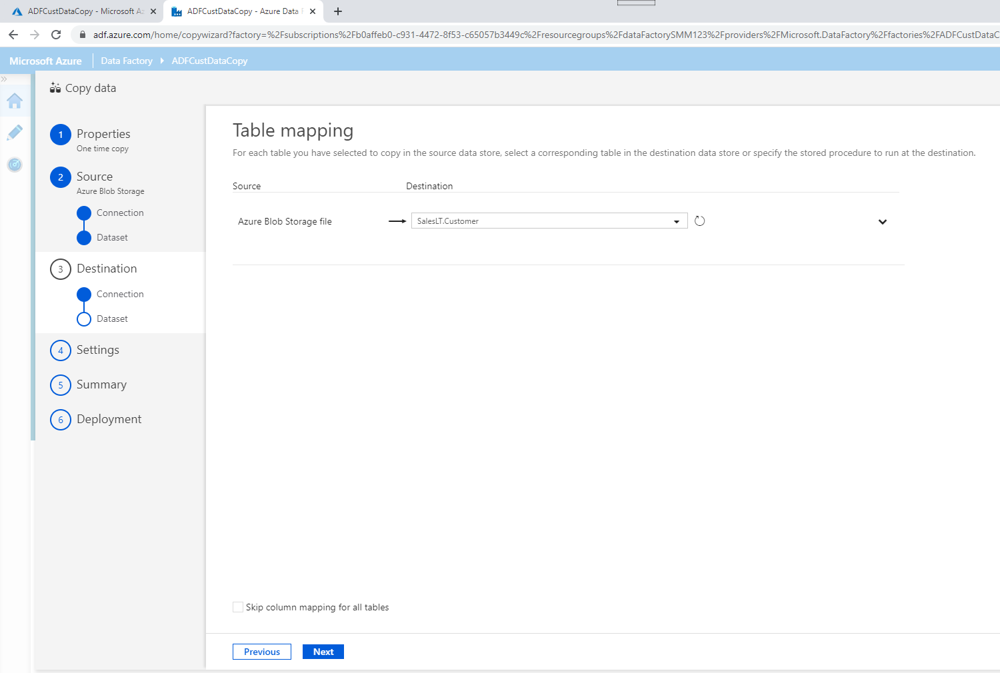 ADFCustDataCopy - Microsoft Az
ADFCustDataCopy - Azure Data F
adf.azure.com/home/copywizard?factory=%2Fsubscriptions%2Fb0affeb0-c931-4472-8f53-c65057b3449c%2Fresourcegroups%2FdataFactorySMM123%2Fproviders%2FMicrosoft.DataFactory%2Ffactories%2FADFCustDataC
Microsoft Azure
Data Factory
ADFCustDataCopy
Copy data
1 Properties
One time copy
2 Source
Azure Blob Storage
Connection
Dataset
3 Destination
Connection
Dataset
4 Settings
5 Summary
6 Deployment
Table mapping
For each table you have selected to copy in the source data store, select a corresponding table in the destination data store or specify the stored procedure to run at the destination.
Source Destination
Azure Blob Storage file SalesLT.Customer
Skip column mapping for all tables
Previous Next